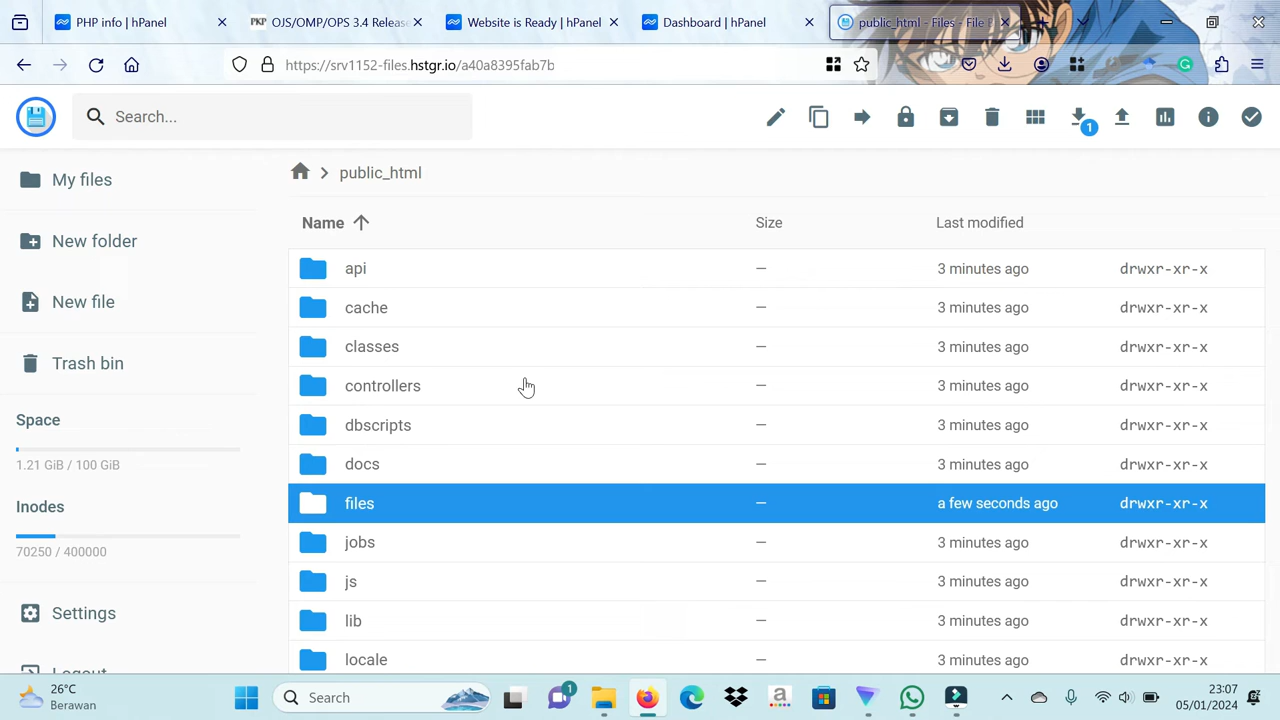 PHP info | hPanel
OJS/OMP/OPS 3.4 Releas
Website is Ready | hPanel
Dashboard | hPanel
public_html - Files - File
https://srv1152-files.hstgr.io/a40a8395fab7b
Search...
1
My files
New folder
New file
Trash bin
Space
1.21 GiB / 100 GiB
Inodes
70250 / 400000
Settings
Logout
public_html
Name Size Last modified
api — 3 minutes ago drwxr-xr-x
cache — 3 minutes ago drwxr-xr-x
classes — 3 minutes ago drwxr-xr-x
controllers — 3 minutes ago drwxr-xr-x
dbscripts — 3 minutes ago drwxr-xr-x
docs — 3 minutes ago drwxr-xr-x
files — a few seconds ago drwxr-xr-x
jobs — 3 minutes ago drwxr-xr-x
js — 3 minutes ago drwxr-xr-x
lib — 3 minutes ago drwxr-xr-x
locale — 3 minutes ago drwxr-xr-x
26°C
Berawan
Search
1
23:07
05/01/2024